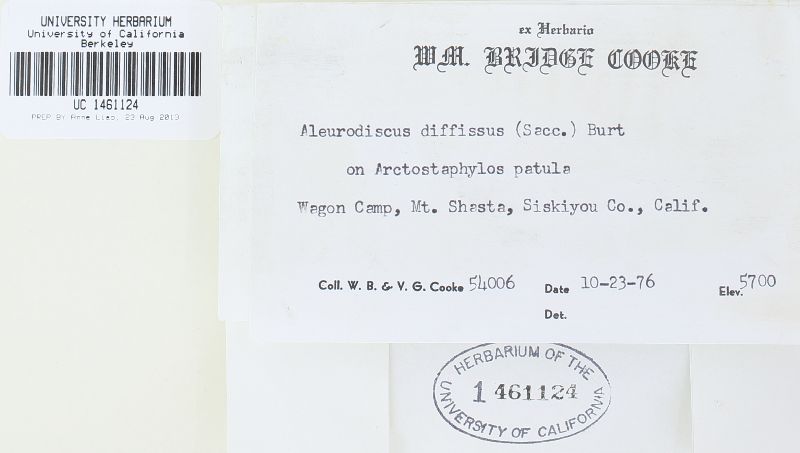 UNIVERSITY HERBARIUM
University of California
Berkeley
UC 1461124
PREP By Anne Liao, 23 Aug 2013
ex Herbario
WM. BRIDGE COOKE
Aleurodiscus diffissus (Sacc.) Burt
on Arctostaphylos patula
Wagon Camp, Mt. Shasta, Siskiyou Co., Calif.
Coll. W. B. & V. G. Cooke 54006 Date 10-23-76 Elev. 5700
Det.
HERBARIUM OF THE
1461124
UNIVERSITY OF CALIFORNIA